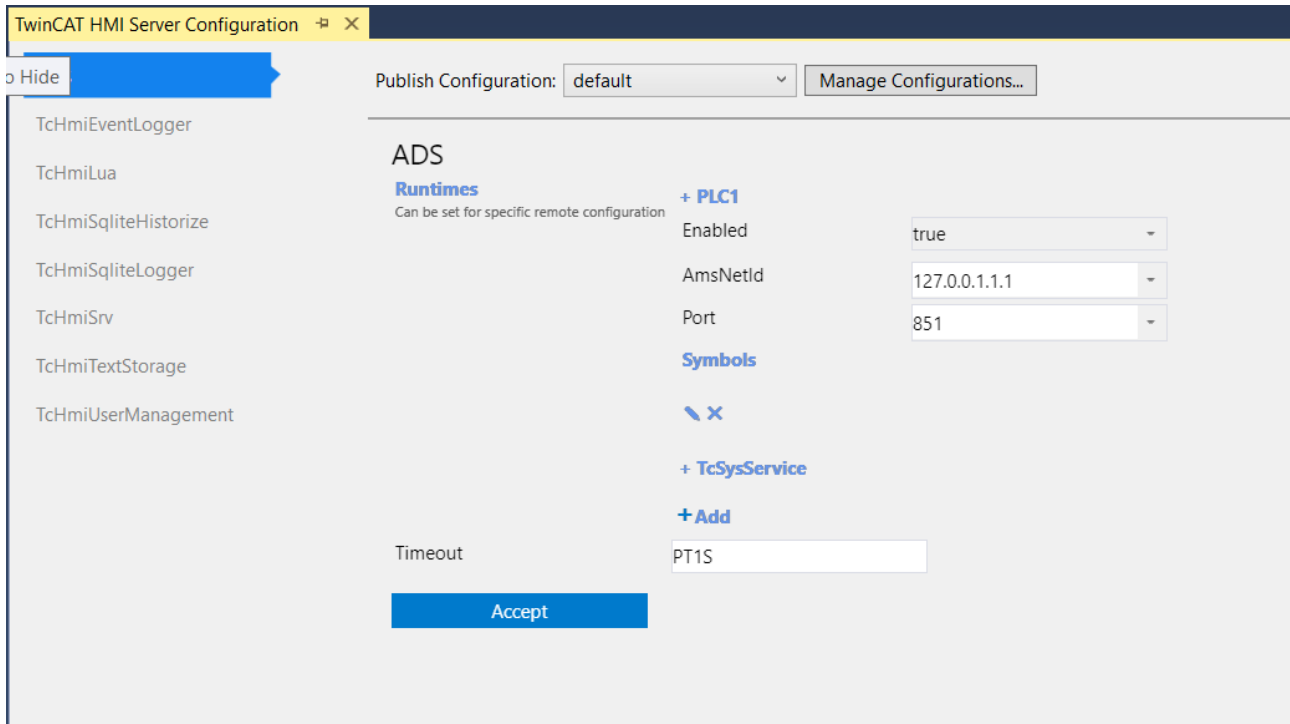 TwinCAT HMI Server Configuration
o Hide
Publish Configuration: default Manage Configurations...
TcHmiEventLogger
TcHmiLua
TcHmiSqliteHistorize
TcHmiSqliteLogger
TcHmiSrv
TcHmiTextStorage
TcHmiUserManagement
ADS
Runtimes
Can be set for specific remote configuration
+ PLC1
Enabled true
AmsNetId 127.0.0.1.1.1
Port 851
Symbols
+ TcSysService
+Add
Timeout PT1S
Accept